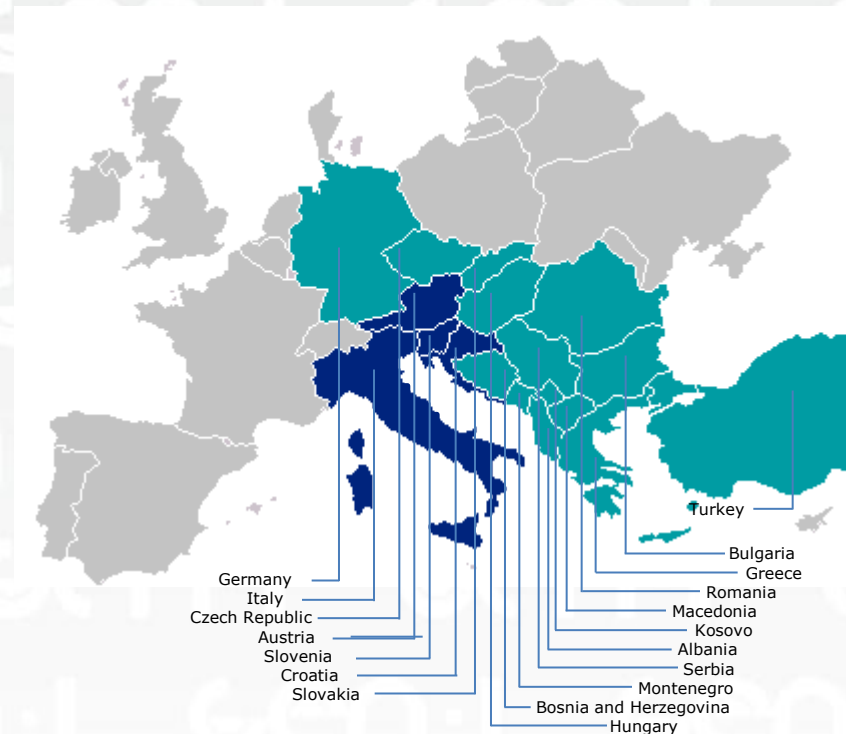 Turkey
Bulgaria
Greece
Germany
Romania
Italy
Macedonia
Czech Republic
Kosovo
Austria
Albania
Slovenia
Serbia
Croatia
Montenegro
Slovakia
Bosnia and Herzegovina
Hungary